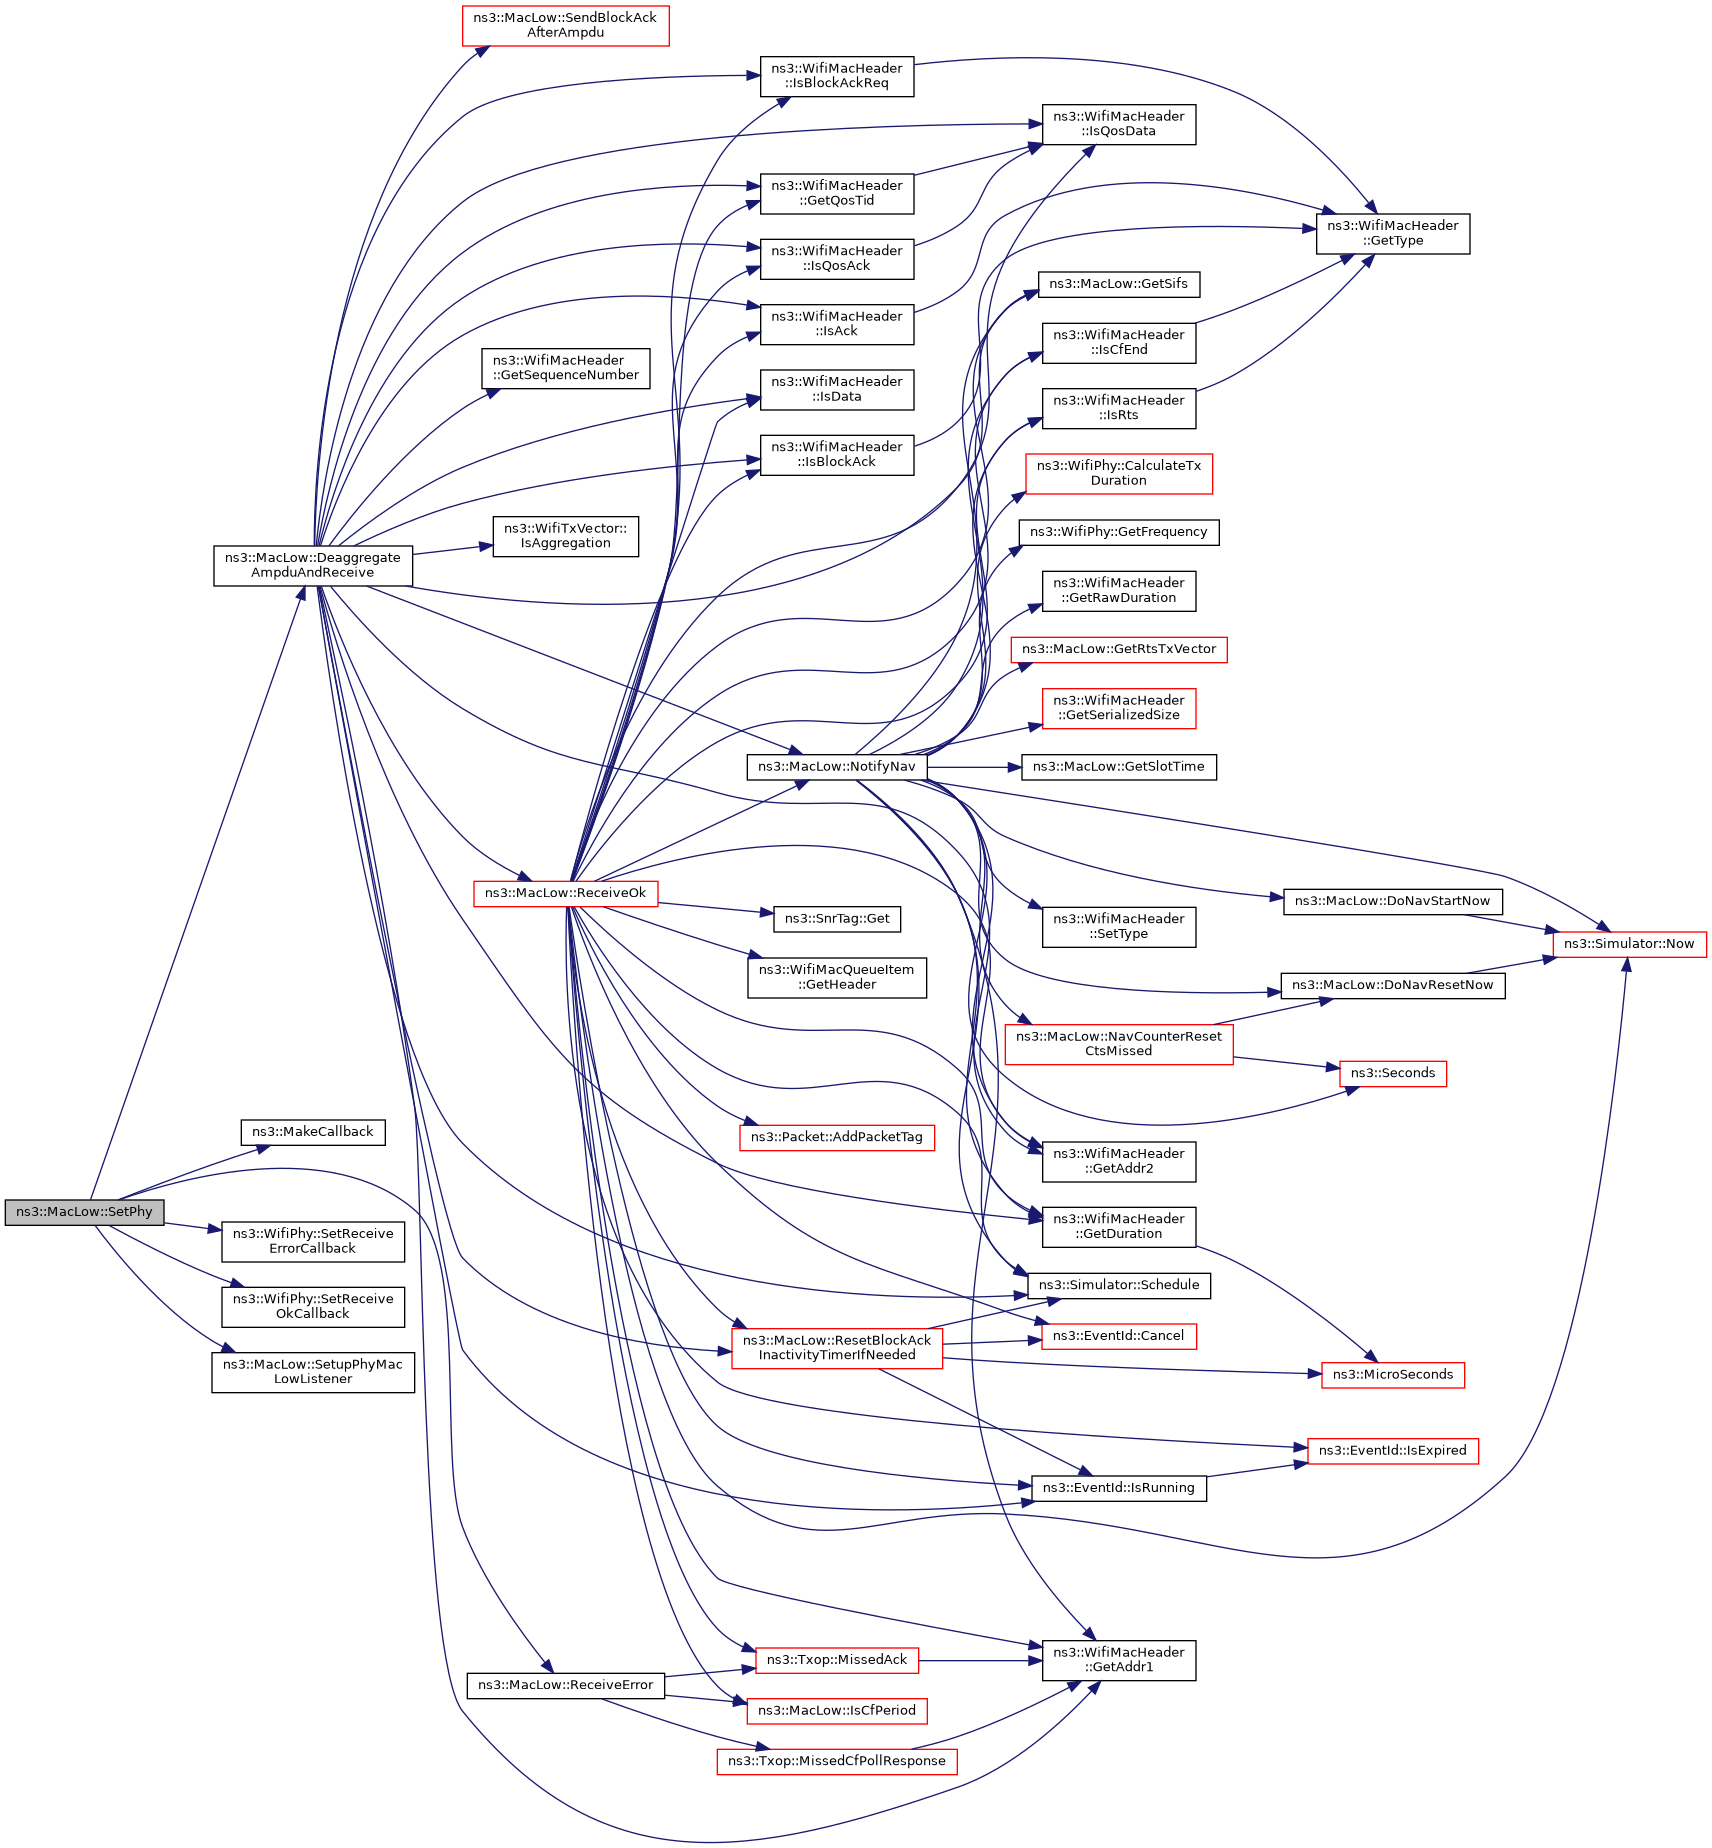 ns3::MacLow::SendBlockAck
AfterAmpdu
ns3::WifiMacHeader
::IsBlockAckReq
ns3::WifiMacHeader
::IsQosData
ns3::WifiMacHeader
::GetQosTid
ns3::WifiMacHeader
::GetType
ns3::WifiMacHeader
::IsQosAck
ns3::MacLow::GetSifs
ns3::WifiMacHeader
::IsAck
ns3::WifiMacHeader
::IsCfEnd
ns3::WifiMacHeader
::GetSequenceNumber
ns3::WifiMacHeader
::IsData
ns3::WifiMacHeader
::IsRts
ns3::WifiMacHeader
::IsBlockAck
ns3::WifiPhy::CalculateTx
Duration
ns3::WifiTxVector::
IsAggregation
ns3::WifiPhy::GetFrequency
ns3::MacLow::Deaggregate
AmpduAndReceive
ns3::WifiMacHeader
::GetRawDuration
ns3::MacLow::GetRtsTxVector
ns3::WifiMacHeader
::GetSerializedSize
ns3::MacLow::NotifyNav
ns3::MacLow::GetSlotTime
ns3::MacLow::ReceiveOk
ns3::MacLow::DoNavStartNow
ns3::SnrTag::Get
ns3::WifiMacHeader
::SetType
ns3::Simulator::Now
ns3::WifiMacQueueItem
::GetHeader
ns3::MacLow::DoNavResetNow
ns3::MacLow::NavCounterReset
CtsMissed
ns3::Seconds
ns3::MakeCallback
ns3::Packet::AddPacketTag
ns3::WifiMacHeader
::GetAddr2
ns3::MacLow::SetPhy
ns3::WifiPhy::SetReceive
ErrorCallback
ns3::WifiMacHeader
::GetDuration
ns3::WifiPhy::SetReceive
OkCallback
ns3::Simulator::Schedule
ns3::MacLow::SetupPhyMac
LowListener
ns3::MacLow::ResetBlockAck
InactivityTimerIfNeeded
ns3::EventId::Cancel
ns3::MicroSeconds
ns3::EventId::IsExpired
ns3::EventId::IsRunning
ns3::MacLow::ReceiveError
ns3::Txop::MissedAck
ns3::WifiMacHeader
::GetAddr1
ns3::MacLow::IsCfPeriod
ns3::Txop::MissedCfPollResponse